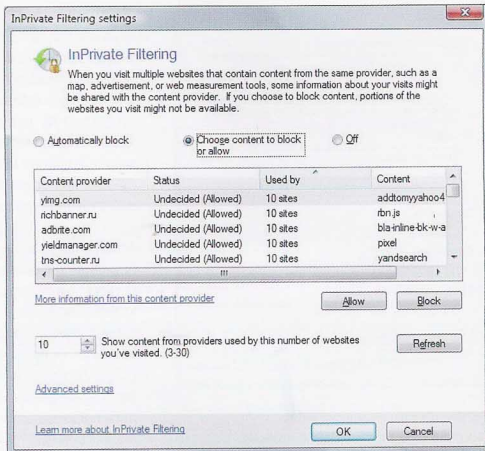 InPrivate Filtering settings
InPrivate Filtering
When you visit multiple websites that contain content from the same provider, such as a
map, advertisement, or web measurement tools, some information about your visits might
be shared with the content provider. If you choose to block content, portions of the
websites you visit might not be available.
Automatically block
Choose content to block
or allow
Off
Content provider Status Used by Content
yimg.com Undecided (Allowed) 10 sites addtomyyahoo4
richbanner.ru Undecided (Allowed) 10 sites rbn.js
adbrite.com Undecided (Allowed) 10 sites bla-inline-bk-w-a
yieldmanager.com Undecided (Allowed) 10 sites pixel
tns-counter.ru Undecided (Allowed) 10 sites yandsearch
More information from this content provider
Allow Block
10 Show content from providers used by this number of websites
you've visited. (3-30)
Refresh
Advanced settings
Learn more about InPrivate Filtering
OK Cancel